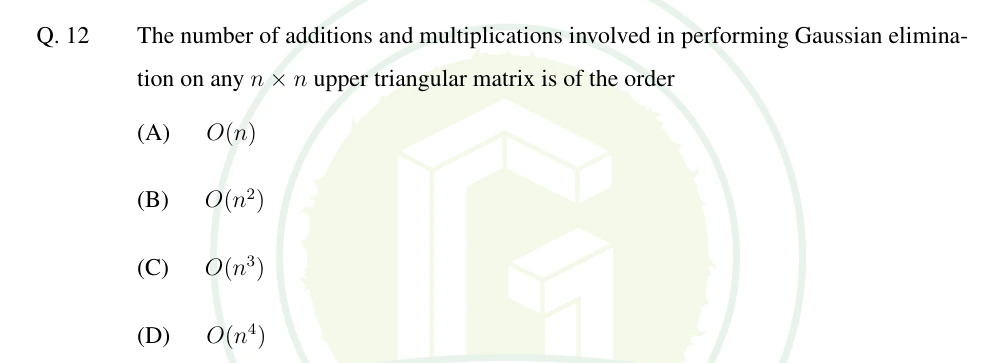 Q. 12 The number of additions and multiplications involved in performing Gaussian elimina-
tion on any n × n upper triangular matrix is of the order
(A) O(n)
(B) O(n²)
(C) O(n³)
(D) O(n⁴)